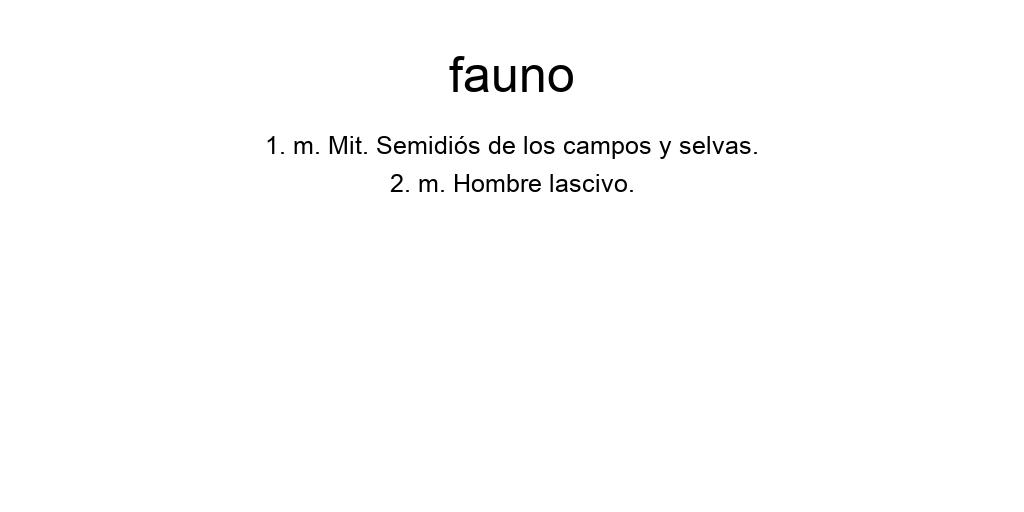 fauno
1. m. Mit. Semidiós de los campos y selvas.
2. m. Hombre lascivo.